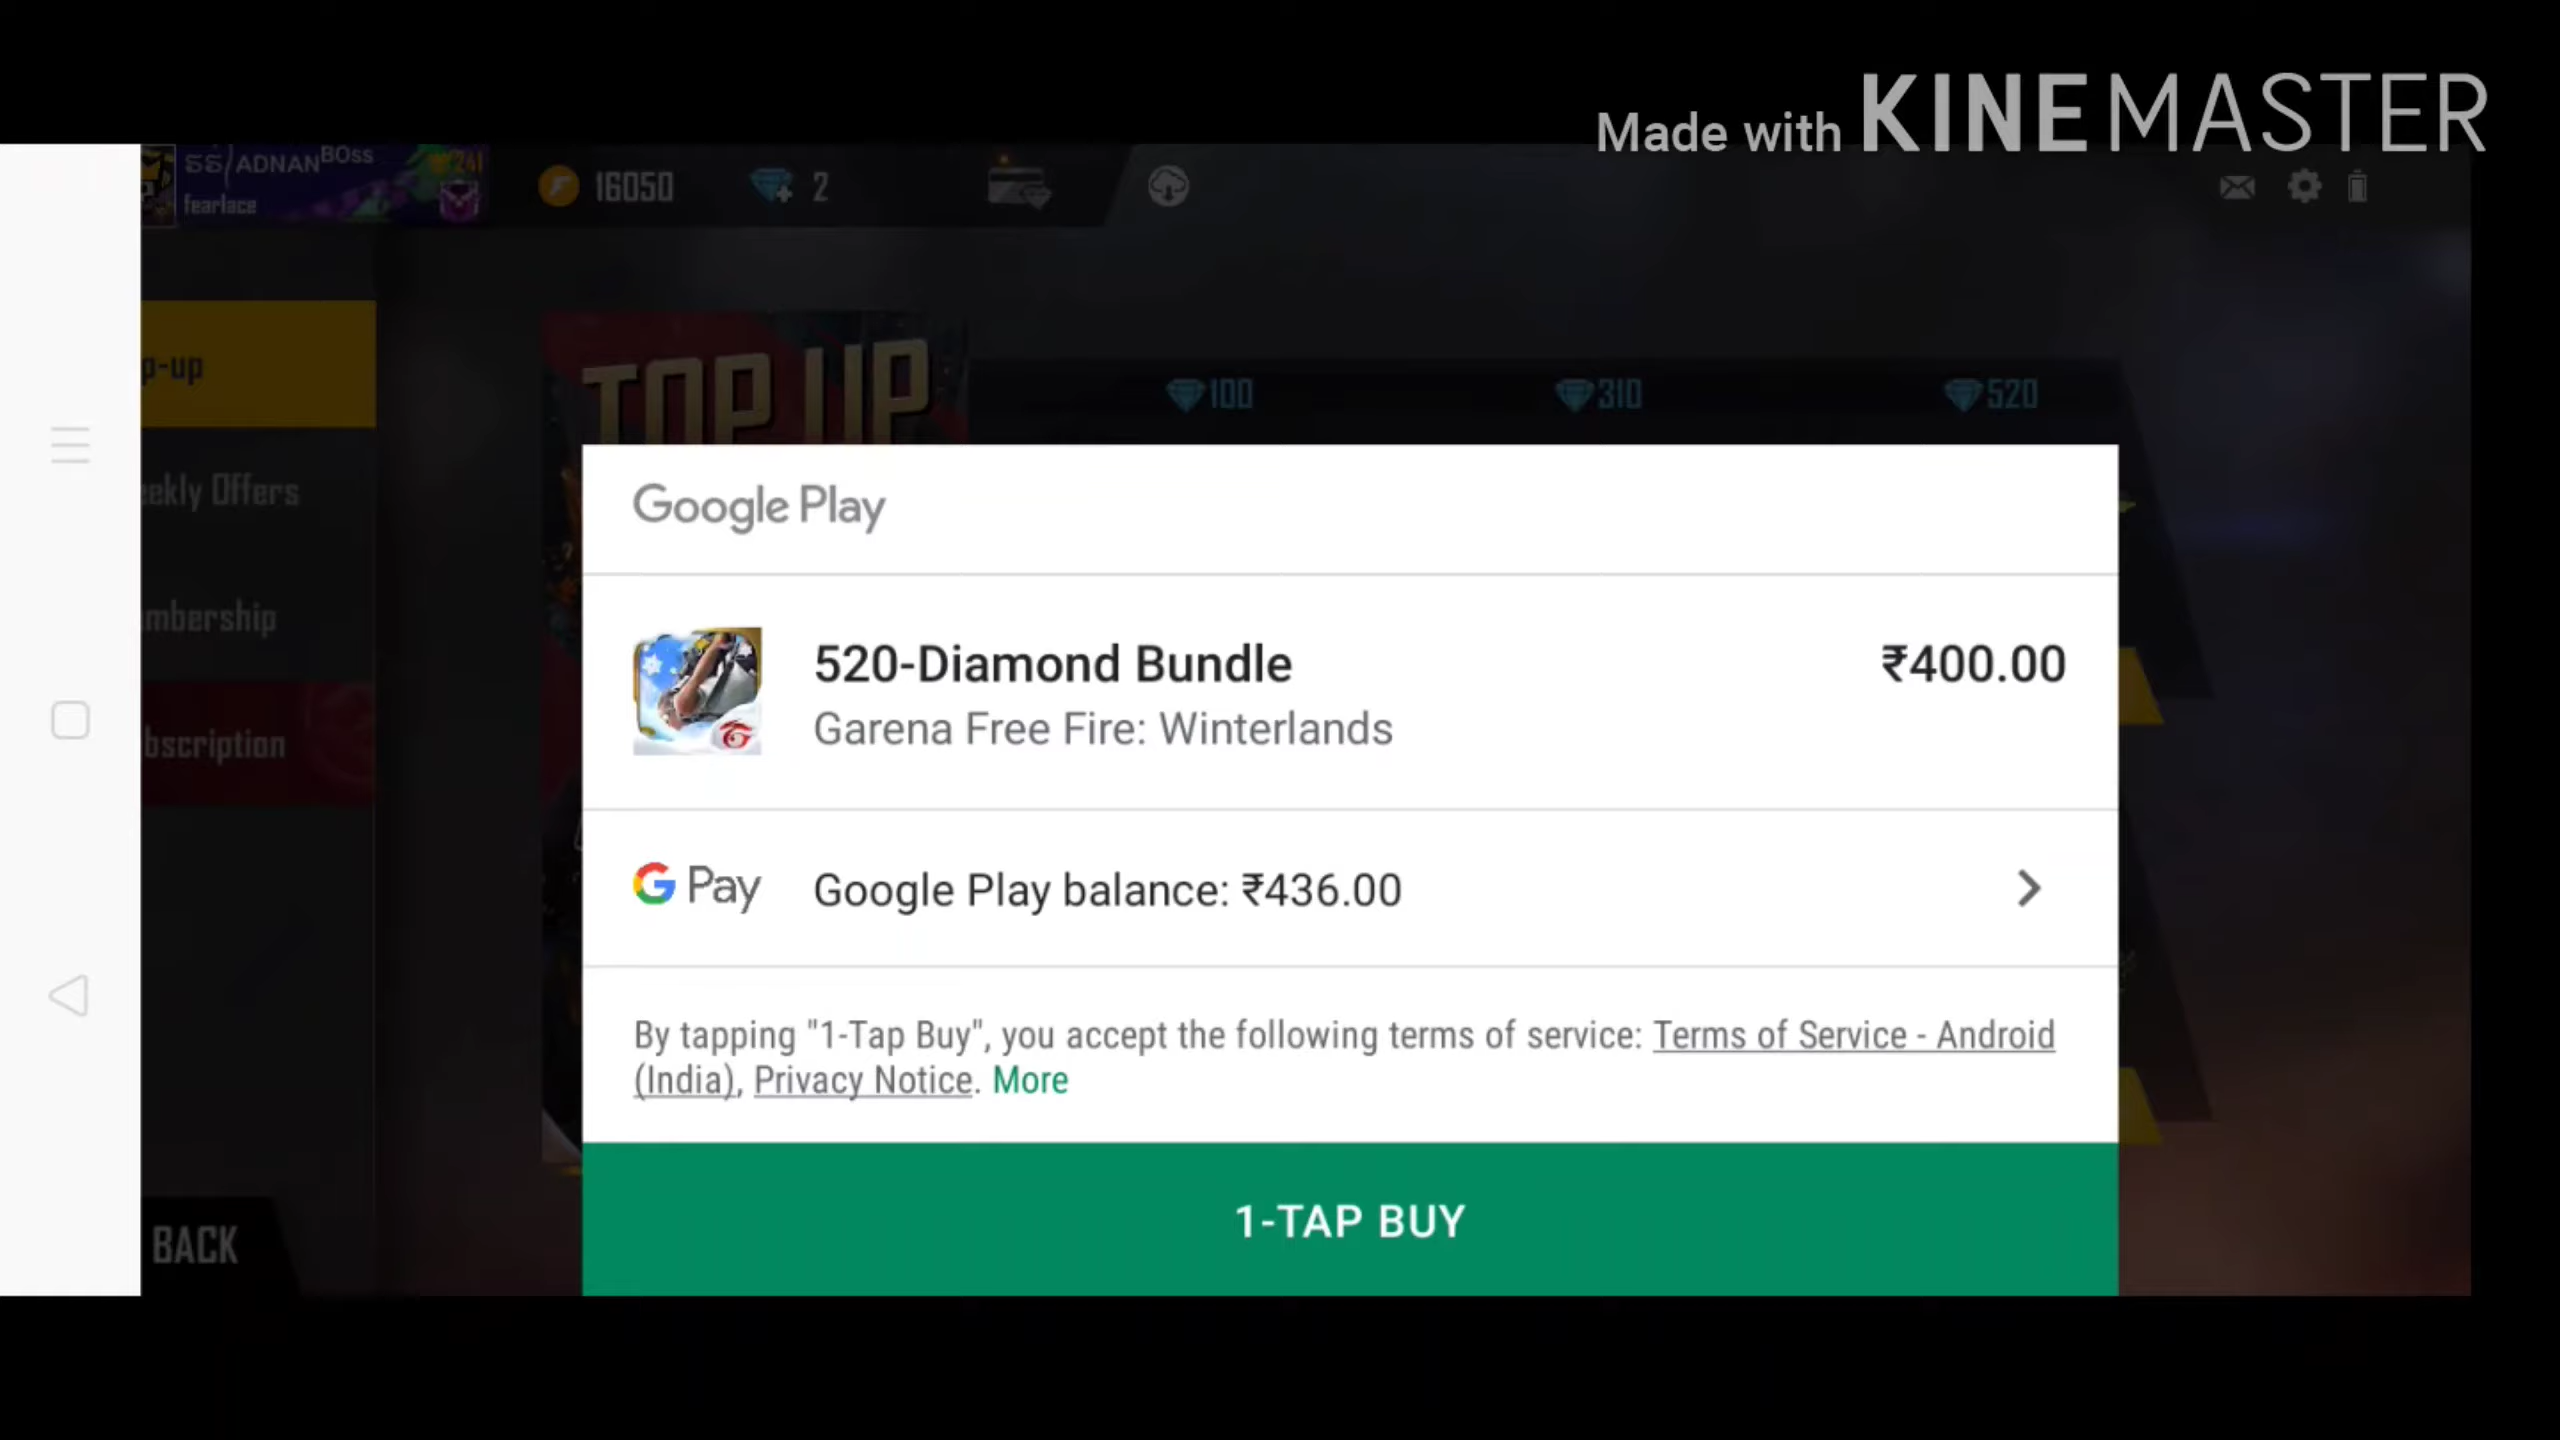 Made with KINEMASTER
ADNAN BOss
fearlace
16050
2
p-up
TOP UP
100
310
520
ekly Offers
mbership
bscription
BACK
Google Play
520-Diamond Bundle
₹400.00
Garena Free Fire: Winterlands
G Pay
Google Play balance: ₹436.00
By tapping "1-Tap Buy", you accept the following terms of service: Terms of Service - Android
(India), Privacy Notice. More
1-TAP BUY